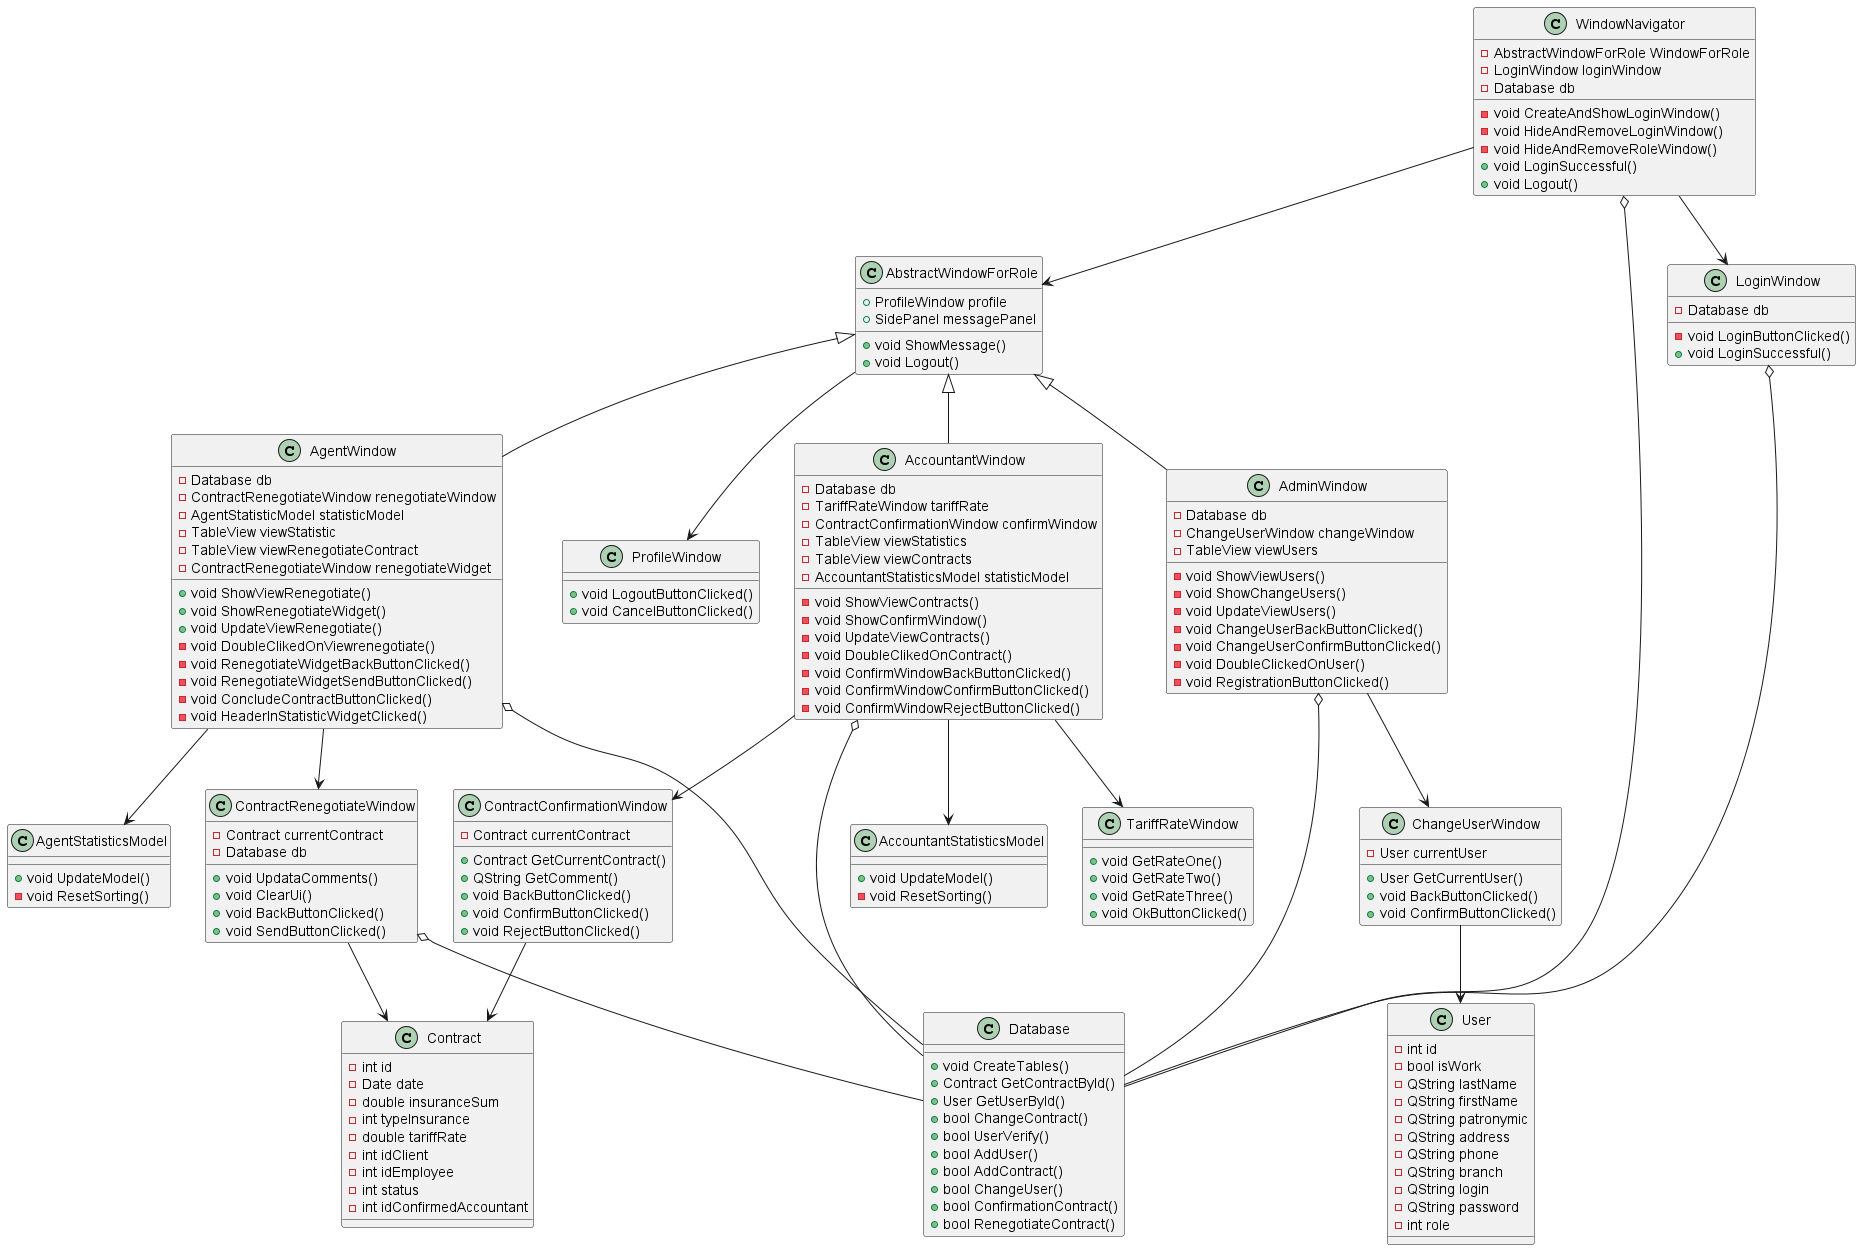 WindowNavigator
AbstractWindowForRole WindowForRole
LoginWindow loginWindow
Database db
void CreateAndShowLoginWindow()
void HideAndRemoveLoginWindow()
void HideAndRemoveRoleWindow()
void LoginSuccessful()
void Logout()
AbstractWindowForRole
ProfileWindow profile
SidePanel messagePanel
void ShowMessage()
void Logout()
LoginWindow
Database db
void LoginButtonClicked()
void LoginSuccessful()
AgentWindow
Database db
ContractRenegotiateWindow renegotiateWindow
AgentStatisticModel statisticModel
TableView viewStatistic
TableView viewRenegotiateContract
ContractRenegotiateWindow renegotiateWidget
void ShowViewRenegotiate()
void ShowRenegotiateWidget()
void UpdateViewRenegotiate()
void DoubleClikedOnViewrenegotiate()
void RenegotiateWidgetBackButtonClicked()
void RenegotiateWidgetSendButtonClicked()
void ConcludeContractButtonClicked()
void HeaderInStatisticWidgetClicked()
ProfileWindow
void LogoutButtonClicked()
void CancelButtonClicked()
AccountantWindow
Database db
TariffRateWindow tariffRate
ContractConfirmationWindow confirmWindow
TableView viewStatistics
TableView viewContracts
AccountantStatisticsModel statisticModel
void ShowViewContracts()
void ShowConfirmWindow()
void UpdateViewContracts()
void DoubleClikedOnContract()
void ConfirmWindowBackButtonClicked()
void ConfirmWindowConfirmButtonClicked()
void ConfirmWindowRejectButtonClicked()
AdminWindow
Database db
ChangeUserWindow changeWindow
TableView viewUsers
void ShowViewUsers()
void ShowChangeUsers()
void UpdateViewUsers()
void ChangeUserBackButtonClicked()
void ChangeUserConfirmButtonClicked()
void DoubleClickedOnUser()
void RegistrationButtonClicked()
AgentStatisticsModel
void UpdateModel()
void ResetSorting()
ContractRenegotiateWindow
Contract currentContract
Database db
void UpdataComments()
void ClearUi()
void BackButtonClicked()
void SendButtonClicked()
ContractConfirmationWindow
Contract currentContract
Contract GetCurrentContract()
QString GetComment()
void BackButtonClicked()
void ConfirmButtonClicked()
void RejectButtonClicked()
AccountantStatisticsModel
void UpdateModel()
void ResetSorting()
TariffRateWindow
void GetRateOne()
void GetRateTwo()
void GetRateThree()
void OkButtonClicked()
ChangeUserWindow
User currentUser
User GetCurrentUser()
void BackButtonClicked()
void ConfirmButtonClicked()
Contract
int id
Date date
double insuranceSum
int typeInsurance
double tariffRate
int idClient
int idEmployee
int status
int idConfirmedAccountant
Database
void CreateTables()
Contract GetContractById()
User GetUserById()
bool ChangeContract()
bool UserVerify()
bool AddUser()
bool AddContract()
bool ChangeUser()
bool ConfirmationContract()
bool RenegotiateContract()
User
int id
bool isWork
QString lastName
QString firstName
QString patronymic
QString address
QString phone
QString branch
QString login
QString password
int role